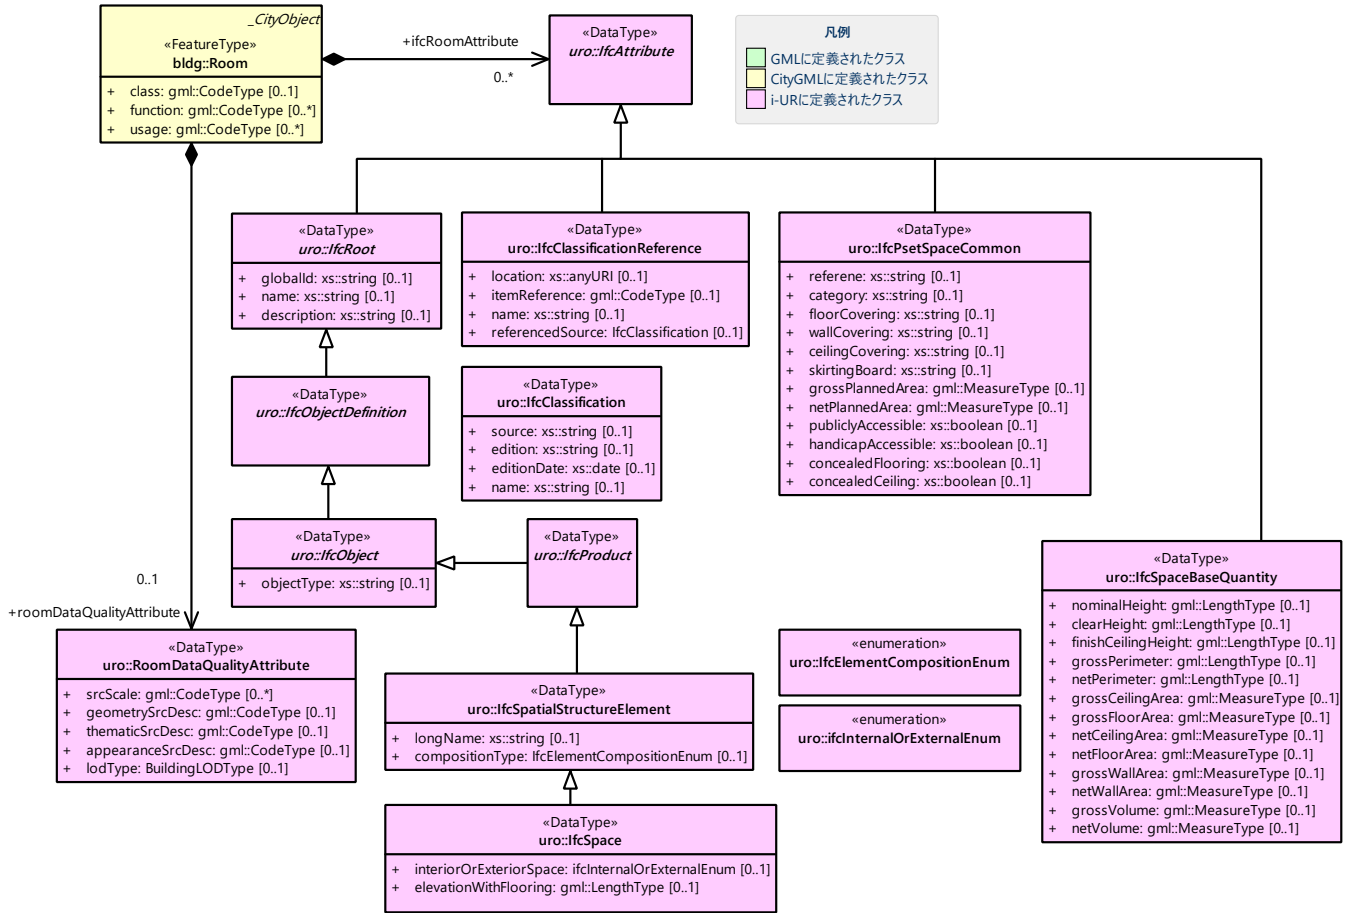 _CityObject
«FeatureType»
bldg::Room
+ class: gml::CodeType [0..1]
+ function: gml::CodeType [0..*]
+ usage: gml::CodeType [0..*]
+ifcRoomAttribute
0..*
«DataType»
uro::IfcAttribute
凡例
GMLに定義されたクラス
CityGMLに定義されたクラス
i-URに定義されたクラス
«DataType»
uro::IfcRoot
+ globalId: xs::string [0..1]
+ name: xs::string [0..1]
+ description: xs::string [0..1]
«DataType»
uro::IfcClassificationReference
+ location: xs::anyURI [0..1]
+ itemReference: gml::CodeType [0..1]
+ name: xs::string [0..1]
+ referencedSource: IfcClassification [0..1]
«DataType»
uro::IfcPsetSpaceCommon
+ referene: xs::string [0..1]
+ category: xs::string [0..1]
+ floorCovering: xs::string [0..1]
+ wallCovering: xs::string [0..1]
+ ceilingCovering: xs::string [0..1]
+ skirtingBoard: xs::string [0..1]
+ grossPlannedArea: gml::MeasureType [0..1]
+ netPlannedArea: gml::MeasureType [0..1]
+ publiclyAccessible: xs::boolean [0..1]
+ handicapAccessible: xs::boolean [0..1]
+ concealedFlooring: xs::boolean [0..1]
+ concealedCeiling: xs::boolean [0..1]
«DataType»
uro::IfcObjectDefinition
«DataType»
uro::IfcClassification
+ source: xs::string [0..1]
+ edition: xs::string [0..1]
+ editionDate: xs::date [0..1]
+ name: xs::string [0..1]
«DataType»
uro::IfcObject
+ objectType: xs::string [0..1]
«DataType»
uro::IfcProduct
«DataType»
uro::IfcSpaceBaseQuantity
+ nominalHeight: gml::LengthType [0..1]
+ clearHeight: gml::LengthType [0..1]
+ finishCeilingHeight: gml::LengthType [0..1]
+ grossPerimeter: gml::LengthType [0..1]
+ netPerimeter: gml::LengthType [0..1]
+ grossCeilingArea: gml::MeasureType [0..1]
+ grossFloorArea: gml::MeasureType [0..1]
+ netCeilingArea: gml::MeasureType [0..1]
+ netFloorArea: gml::MeasureType [0..1]
+ grossWallArea: gml::MeasureType [0..1]
+ netWallArea: gml::MeasureType [0..1]
+ grossVolume: gml::MeasureType [0..1]
+ netVolume: gml::MeasureType [0..1]
0..1
+roomDataQualityAttribute
«DataType»
uro::RoomDataQualityAttribute
+ srcScale: gml::CodeType [0..*]
+ geometrySrcDesc: gml::CodeType [0..1]
+ thematicSrcDesc: gml::CodeType [0..1]
+ appearanceSrcDesc: gml::CodeType [0..1]
+ lodType: BuildingLODType [0..1]
«DataType»
uro::IfcSpatialStructureElement
+ longName: xs::string [0..1]
+ compositionType: IfcElementCompositionEnum [0..1]
«enumeration»
uro::IfcElementCompositionEnum
«enumeration»
uro::ifcInternalOrExternalEnum
«DataType»
uro::IfcSpace
+ interiorOrExteriorSpace: ifcInternalOrExternalEnum [0..1]
+ elevationWithFlooring: gml::LengthType [0..1]